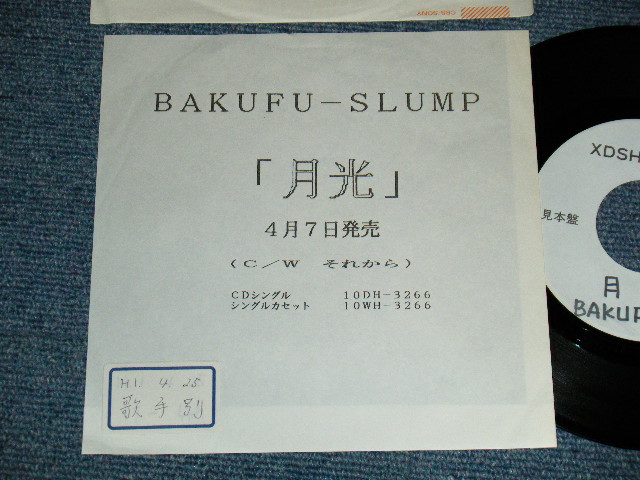 CBS SONY
BAKUFU－SLUMP
「月光」
4月7日発売
(C／W それから)
CDシングル 10DH－3266
シングルカセット 10WH－3266
H1. 4. 25
歌手別
XDSH
見本盤
月
BAKUF